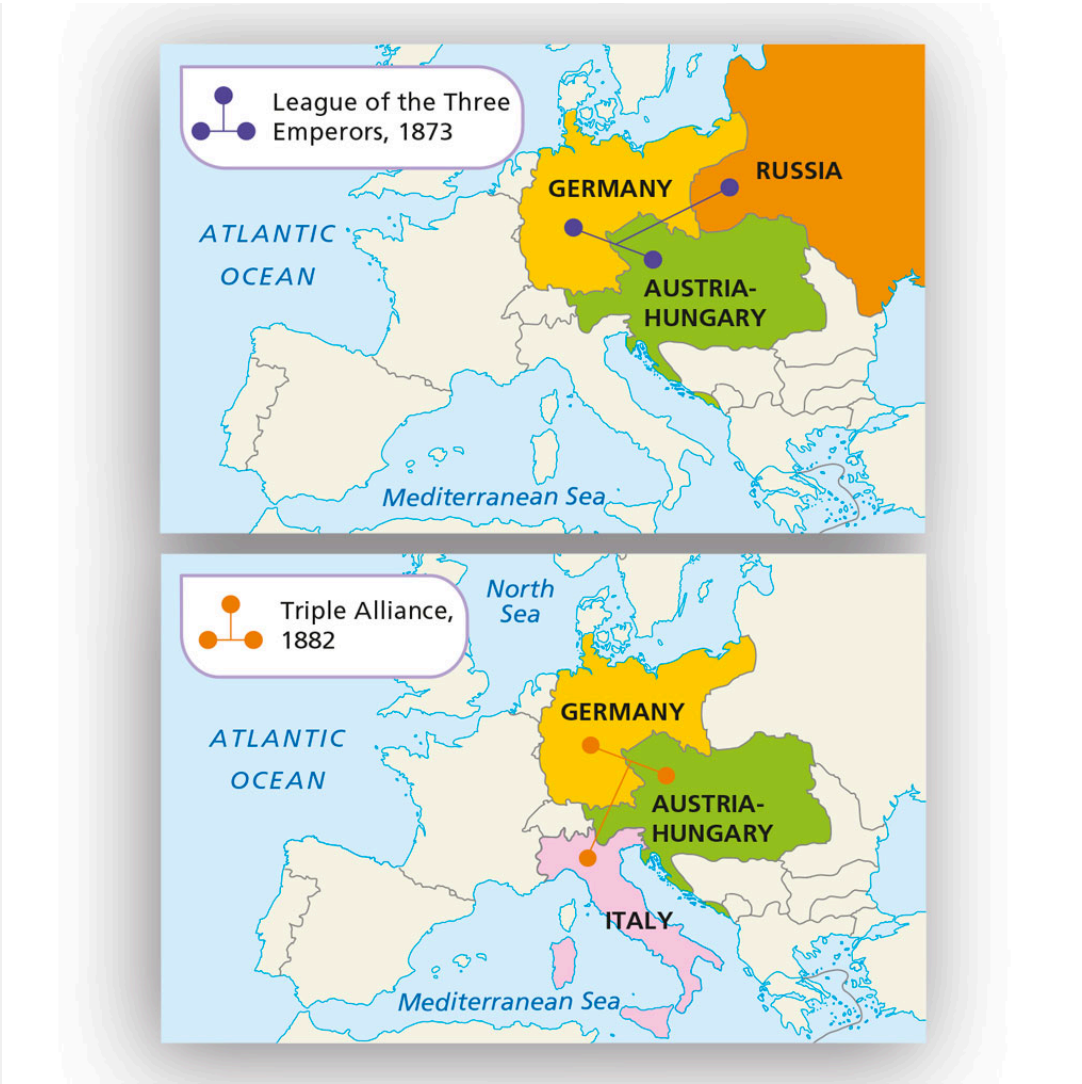 League of the Three
Emperors, 1873
RUSSIA
GERMANY
ATLANTIC
OCEAN
AUSTRIA-
HUNGARY
Mediterranean Sea
North
Sea
Triple Alliance,
1882
GERMANY
ATLANTIC
OCEAN
AUSTRIA-
HUNGARY
ITALY
Mediterranean Sea